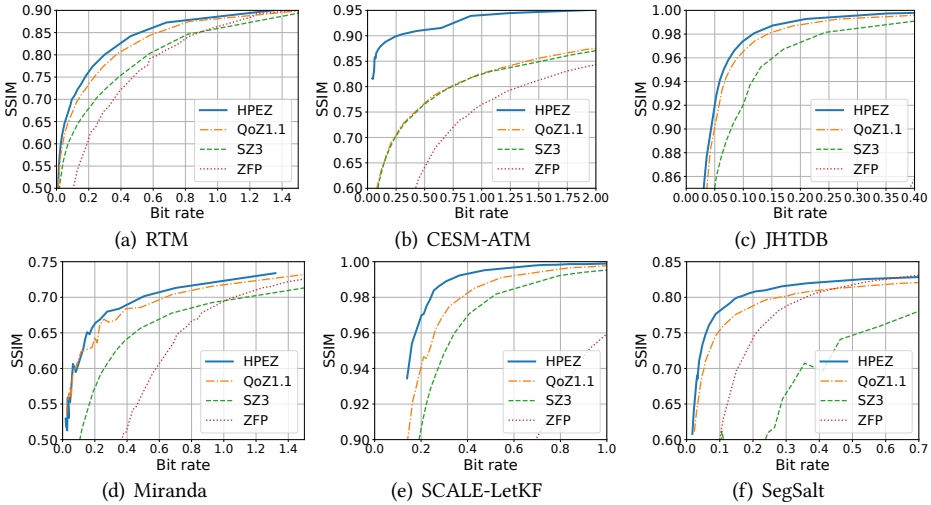 0.90
0.85
0.80
0.75
0.70
0.65
0.60
0.55
0.50
SSIM
0.0 0.2 0.4 0.6 0.8 1.0 1.2 1.4
Bit rate
HPEZ
QoZ1.1
SZ3
ZFP
(a) RTM
0.95
0.90
0.85
0.80
0.75
0.70
0.65
0.60
SSIM
0.00 0.25 0.50 0.75 1.00 1.25 1.50 1.75 2.00
Bit rate
HPEZ
QoZ1.1
SZ3
ZFP
(b) CESM-ATM
1.00
0.98
0.96
0.94
0.92
0.90
0.88
0.86
SSIM
0.00 0.05 0.10 0.15 0.20 0.25 0.30 0.35 0.40
Bit rate
HPEZ
QoZ1.1
SZ3
ZFP
(c) JHTDB
0.75
0.70
0.65
0.60
0.55
0.50
SSIM
0.0 0.2 0.4 0.6 0.8 1.0 1.2 1.4
Bit rate
HPEZ
QoZ1.1
SZ3
ZFP
(d) Miranda
1.00
0.98
0.96
0.94
0.92
0.90
SSIM
0.0 0.2 0.4 0.6 0.8 1.0
Bit rate
HPEZ
QoZ1.1
SZ3
ZFP
(e) SCALE-LetKF
0.85
0.80
0.75
0.70
0.65
0.60
SSIM
0.0 0.1 0.2 0.3 0.4 0.5 0.6 0.7
Bit rate
HPEZ
QoZ1.1
SZ3
ZFP
(f) SegSalt